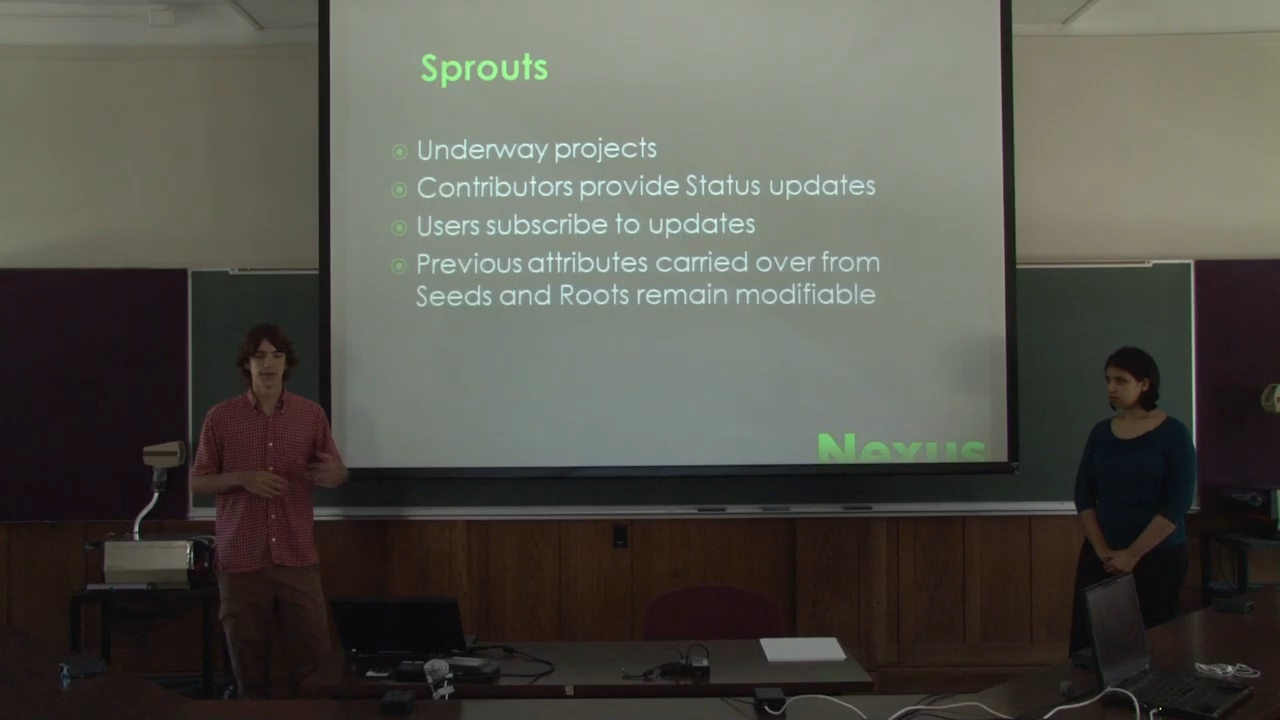 Sprouts
Underway projects
Contributors provide Status updates
Users subscribe to updates
Previous attributes carried over from
Seeds and Roots remain modifiable
Nexus